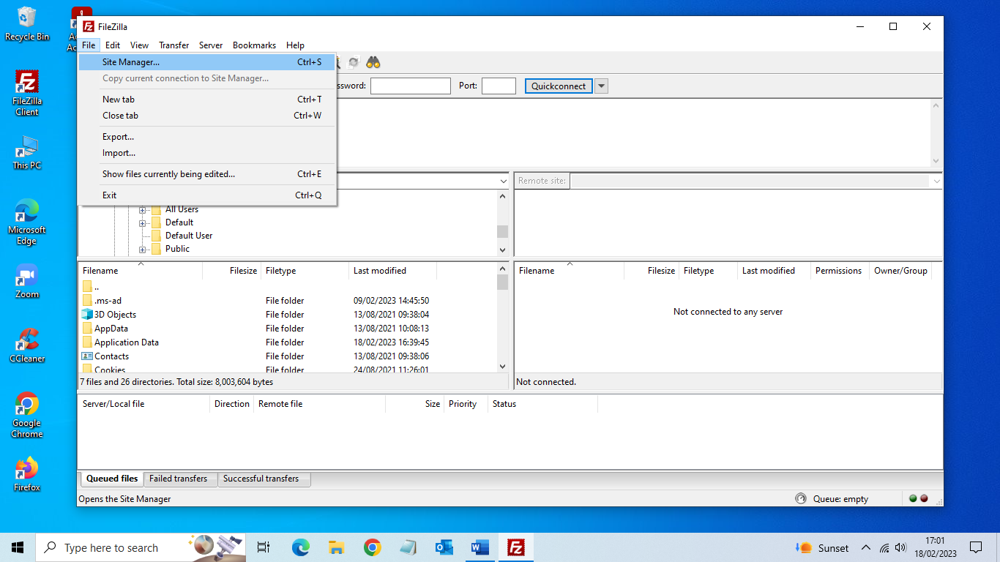 Recycle Bin
FileZilla
Client
This PC
Microsoft
Edge
Zoom
CCleaner
Google
Chrome
Firefox
FileZilla
File Edit View Transfer Server Bookmarks Help
Site Manager... Ctrl+S
Copy current connection to Site Manager...
New tab Ctrl+T
Close tab Ctrl+W
Export...
Import...
Show files currently being edited... Ctrl+E
Exit Ctrl+Q
Port: Quickconnect
Remote site:
All Users
Default
Default User
Public
Filename Filesize Filetype Last modified
..
.ms-ad File folder 09/02/2023 14:45:50
3D Objects File folder 13/08/2021 09:38:04
AppData File folder 13/08/2021 10:08:13
Application Data File folder 18/02/2023 16:39:45
Contacts File folder 13/08/2021 09:38:06
Cookies File folder 24/08/2021 11:26:01
7 files and 26 directories. Total size: 8,003,604 bytes
Filename Filesize Filetype Last modified Permissions Owner/Group
Not connected to any server
Not connected.
Server/Local file Direction Remote file Size Priority Status
Queued files Failed transfers Successful transfers
Opens the Site Manager Queue: empty
Type here to search
Sunset
17:01
18/02/2023